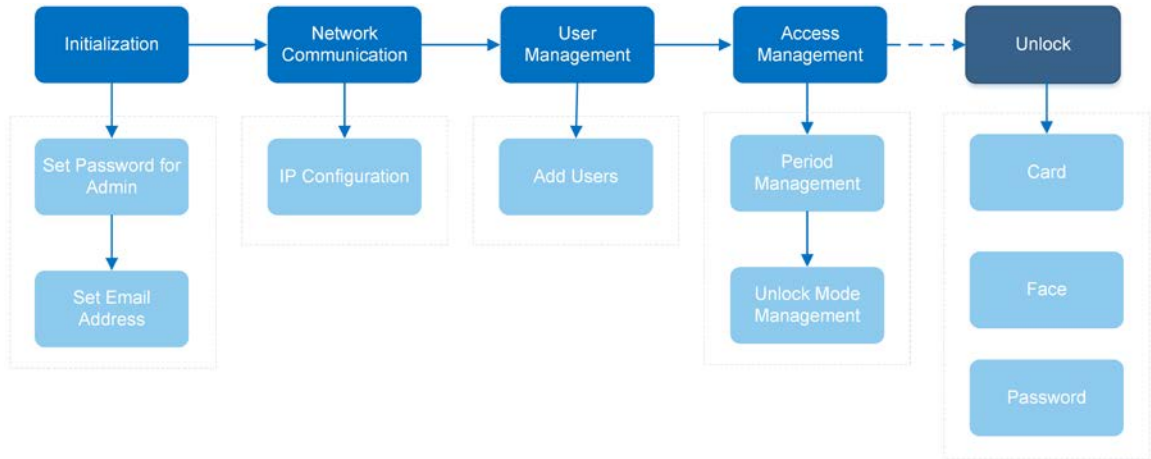 Initialization
Network
Communication
User
Management
Access
Management
Unlock
Set Password for
Admin
IP Configuration
Add Users
Period
Management
Card
Set Email
Address
Unlock Mode
Management
Face
Password